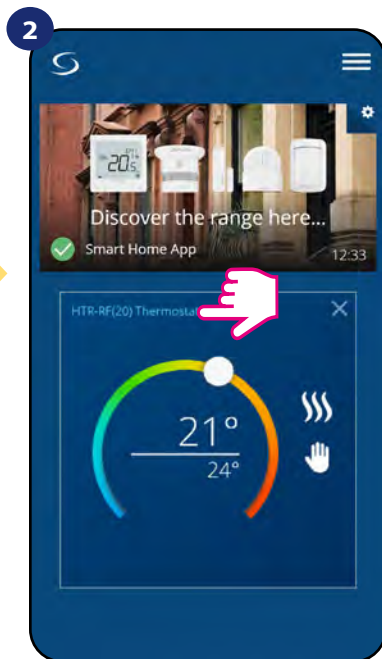 2
20.5
Discover the range here...
Smart Home App
12:33
HTR-RF(20) Thermostat
21°
24°